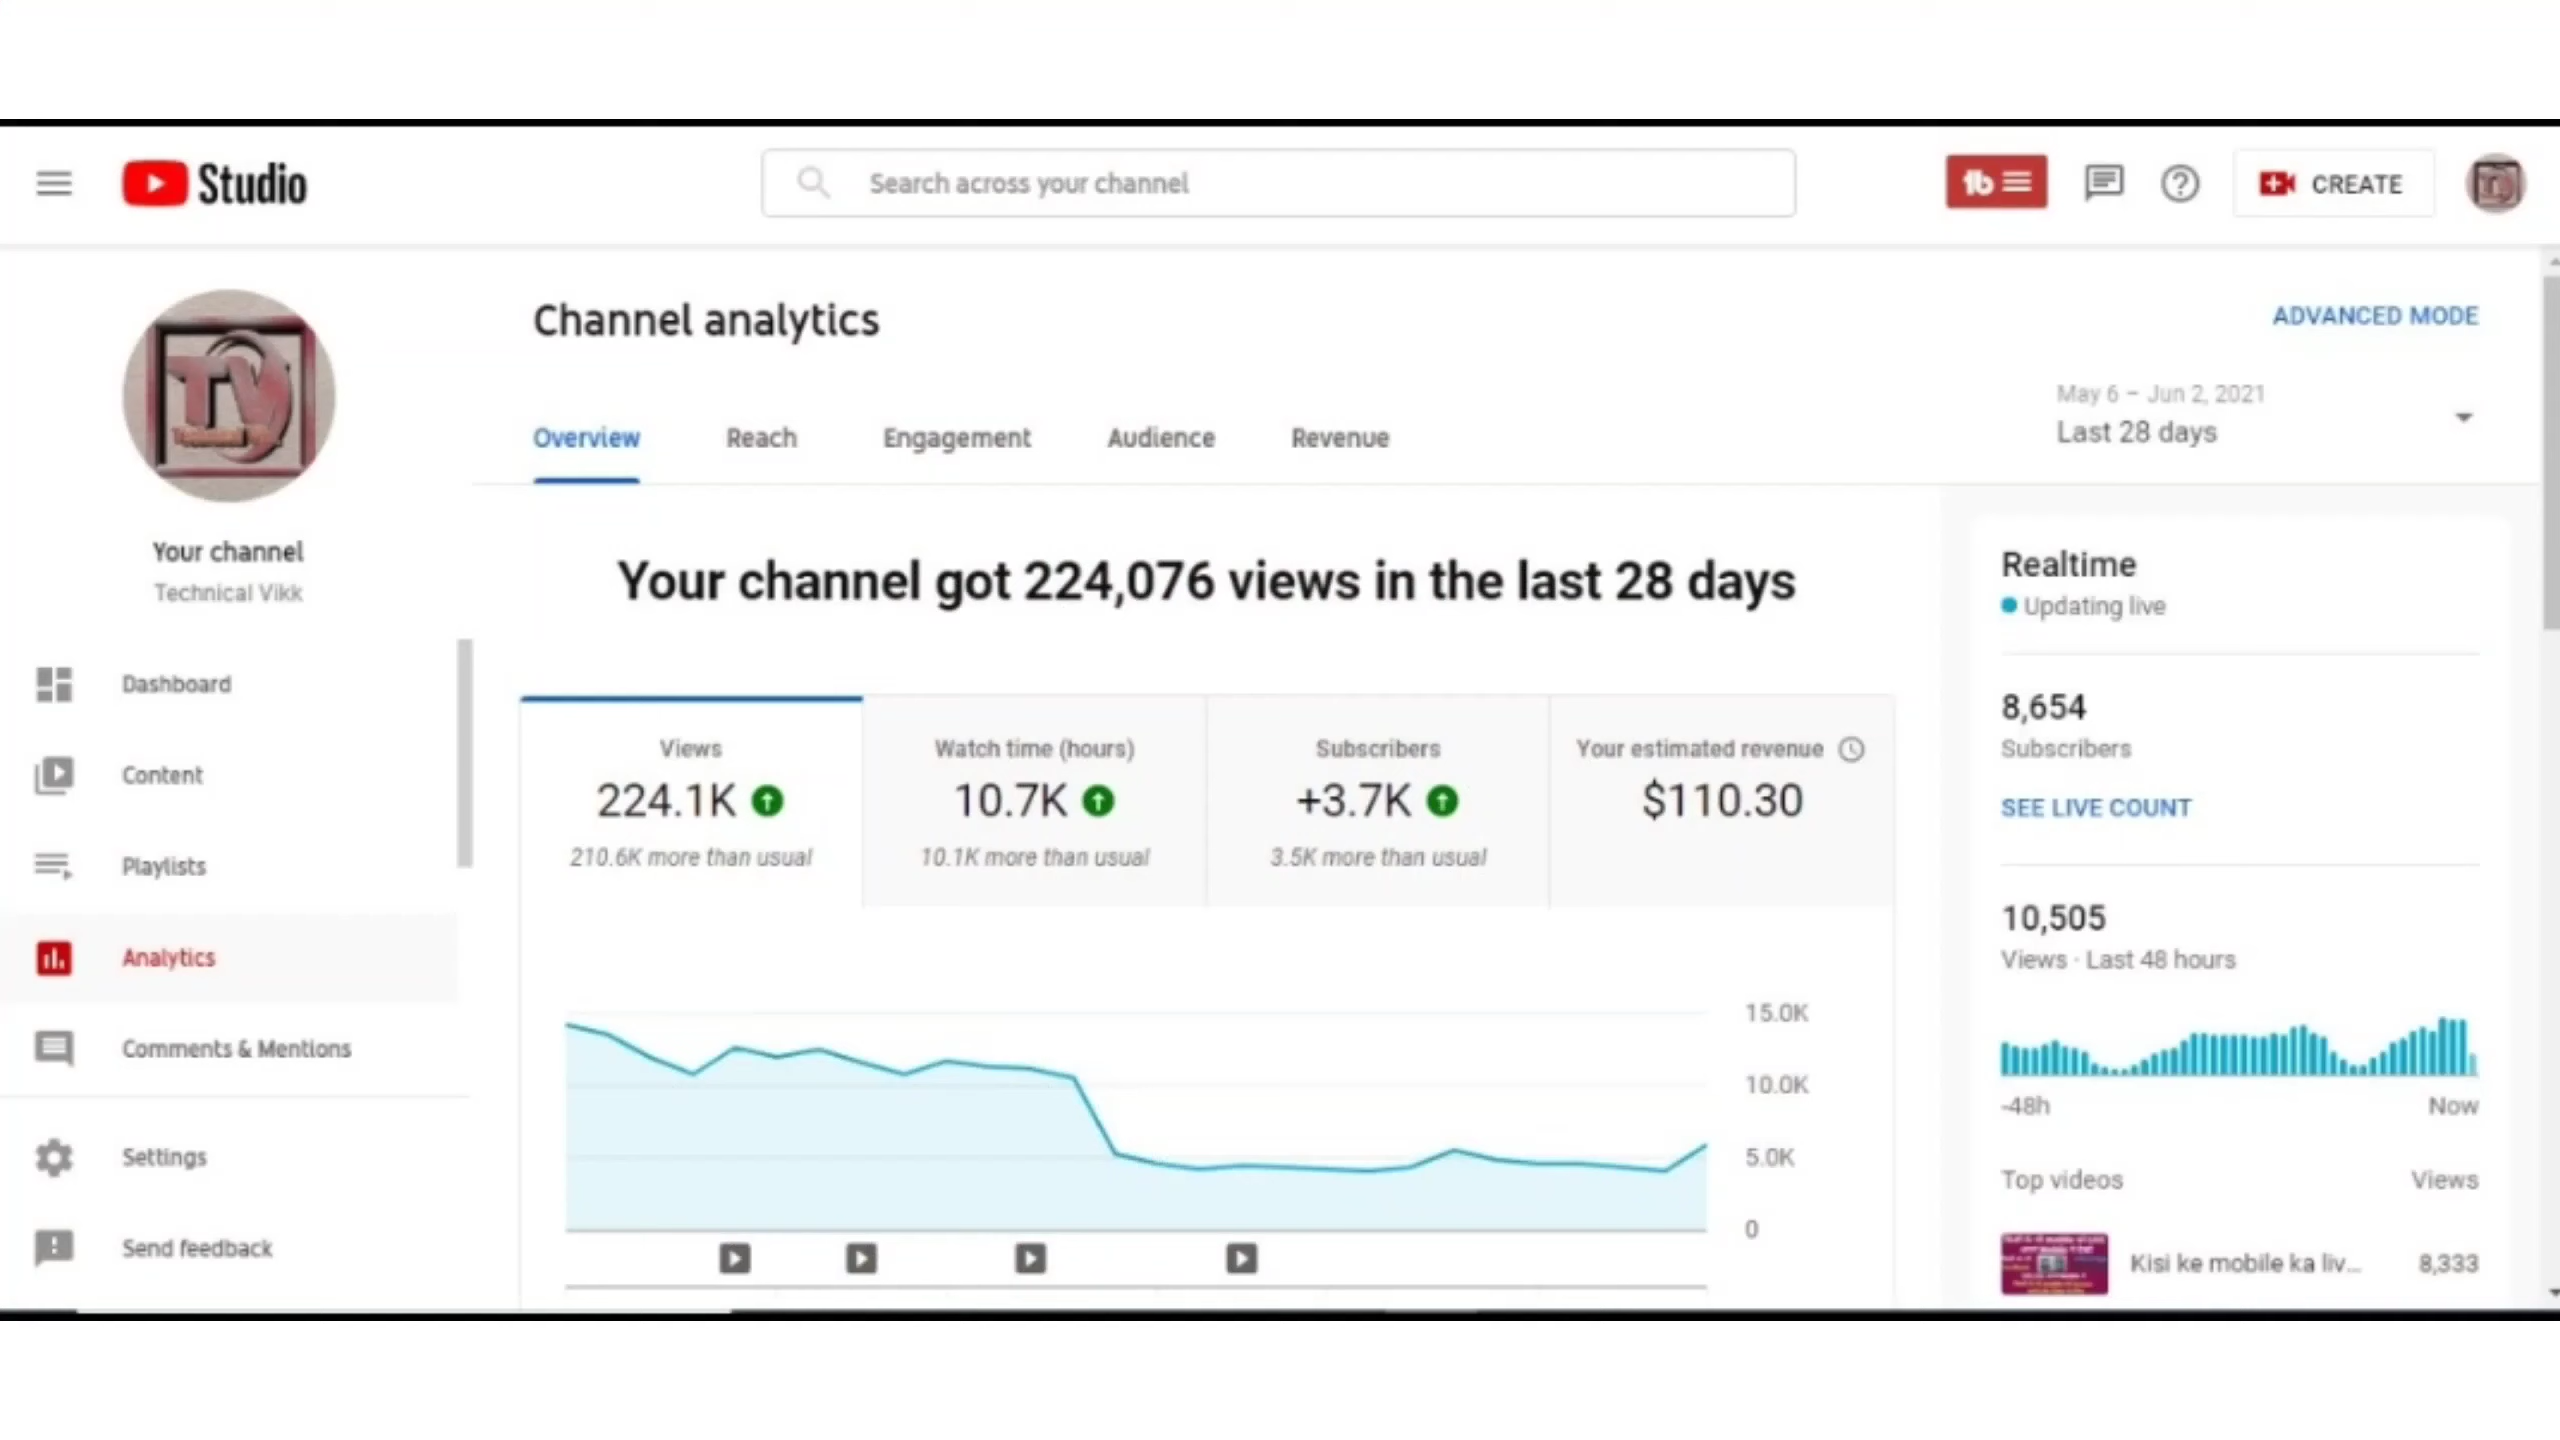 Studio
Search across your channel
CREATE
Your channel
Technical Vikk
Dashboard
Content
Playlists
Analytics
Comments & Mentions
Settings
Send feedback
Channel analytics
ADVANCED MODE
Overview
Reach
Engagement
Audience
Revenue
May 6 – Jun 2, 2021
Last 28 days
Your channel got 224,076 views in the last 28 days
Views
224.1K
210.6K more than usual
Watch time (hours)
10.7K
10.1K more than usual
Subscribers
+3.7K
3.5K more than usual
Your estimated revenue
$110.30
15.0K
10.0K
5.0K
0
Realtime
Updating live
8,654
Subscribers
SEE LIVE COUNT
10,505
Views · Last 48 hours
-48h
Now
Top videos
Views
Kisi ke mobile ka liv...
8,333